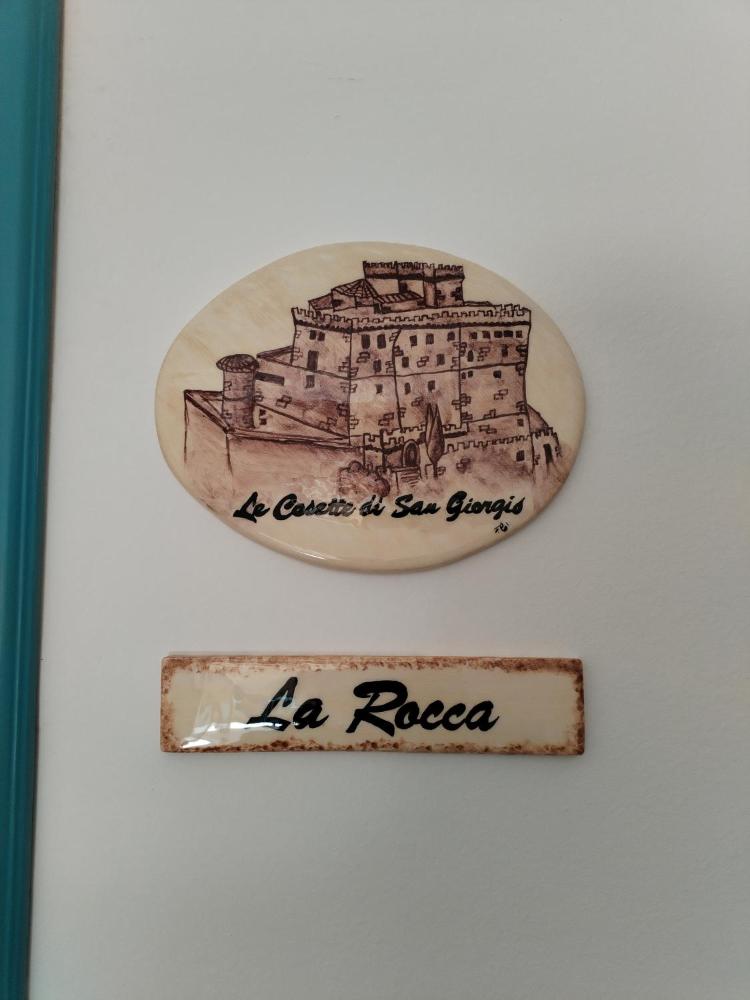 Le Casette di San Giorgio
La Rocca